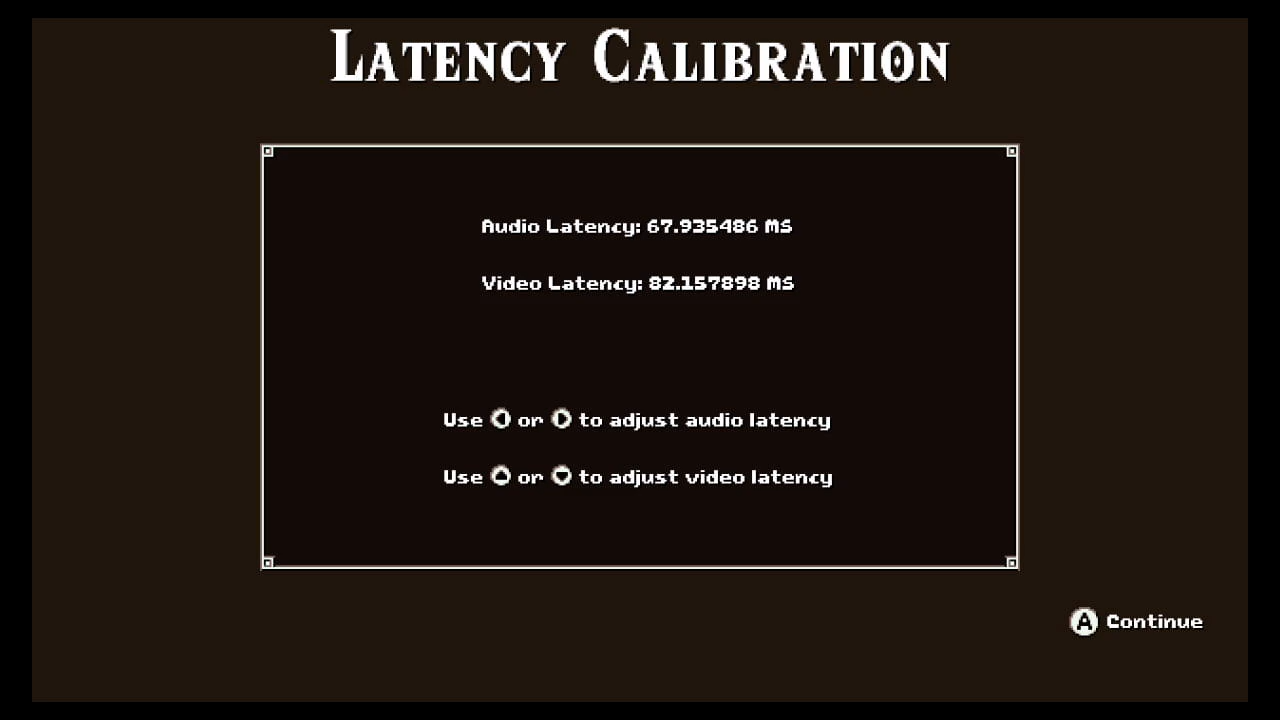 Latency Calibration
Audio Latency: 67.935486 MS
Video Latency: 82.157898 MS
Use or to adjust audio latency
Use or to adjust video latency
A Continue